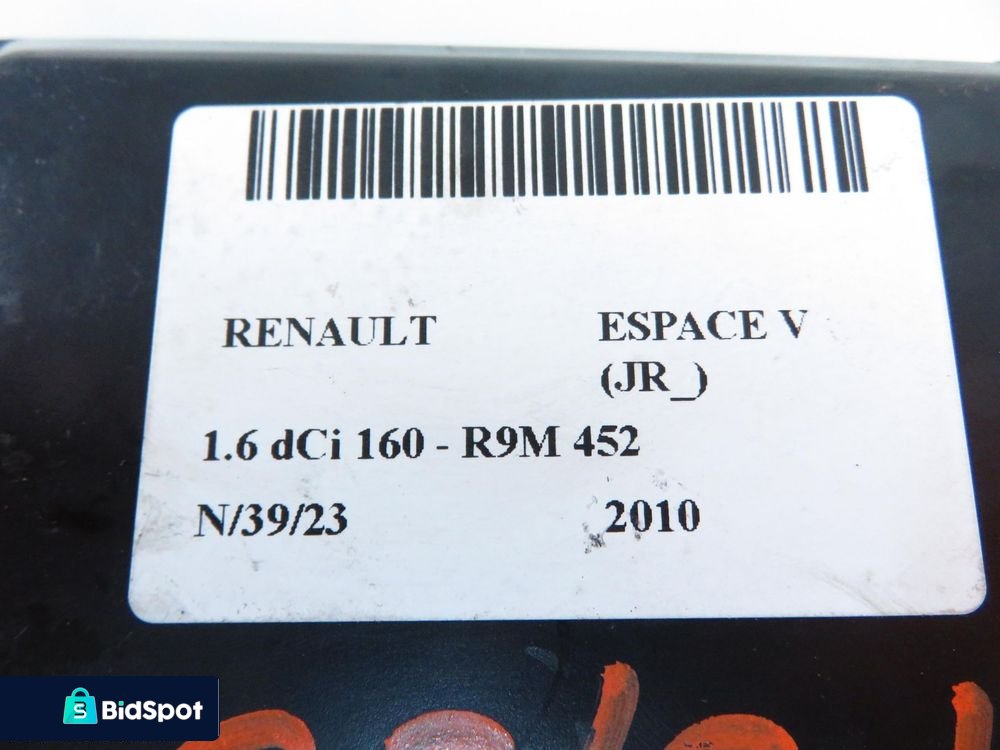 RENAULT ESPACE V
(JR_)
1.6 dCi 160 - R9M 452
N/39/23 2010
BidSpot